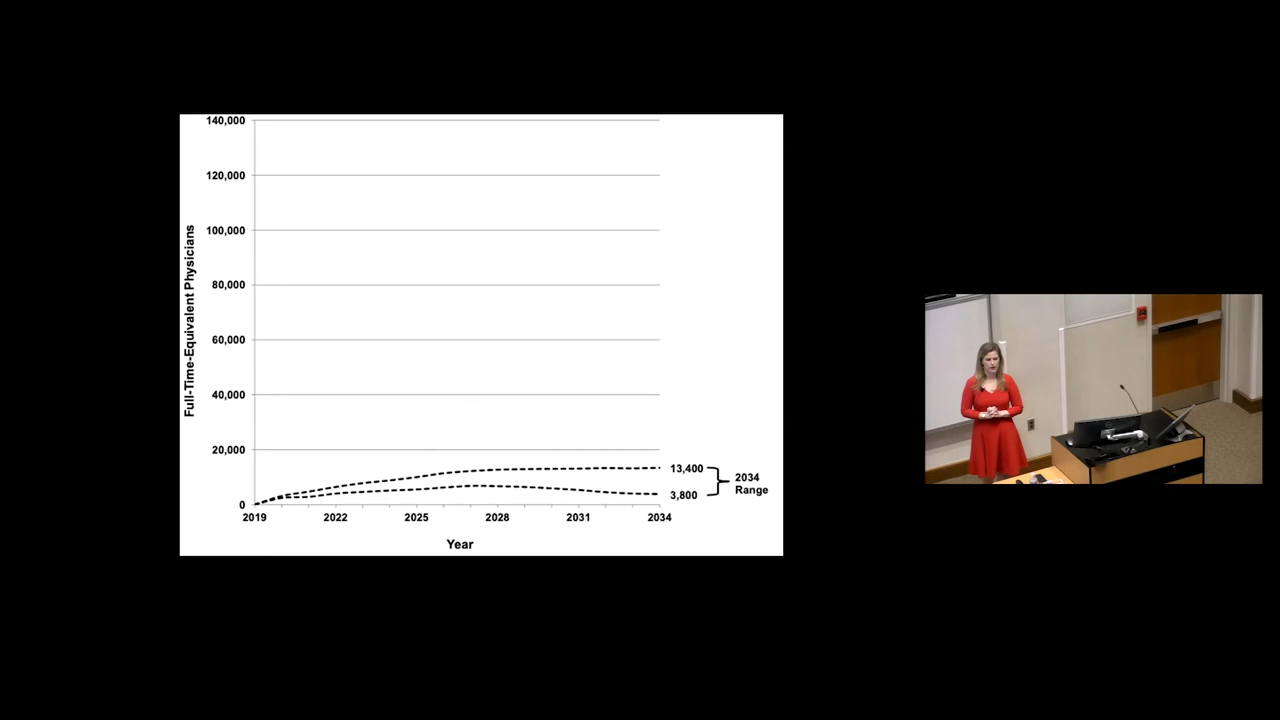 140,000
120,000
100,000
80,000
60,000
40,000
20,000
0
Full-Time-Equivalent Physicians
13,400
3,800
2034
Range
2019 2022 2025 2028 2031 2034
Year